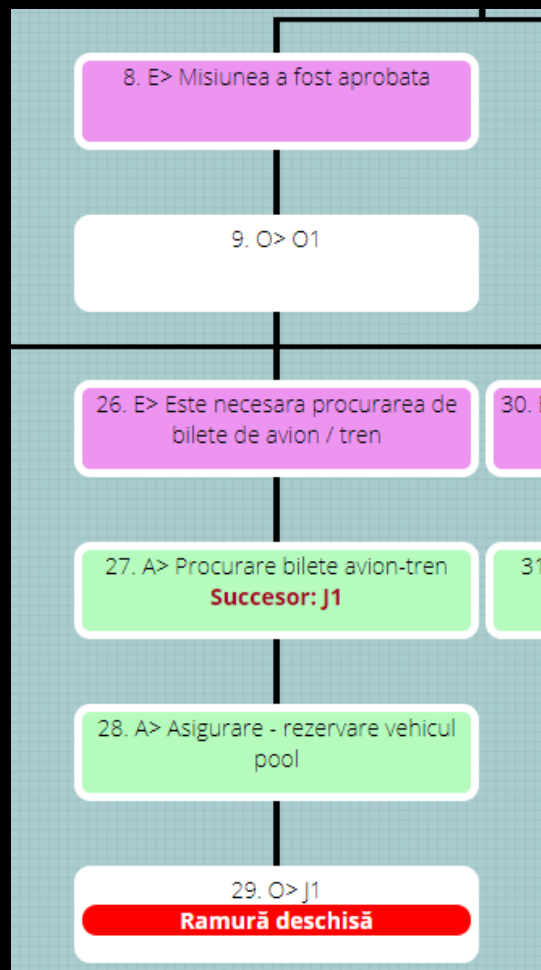 8. E> Misiunea a fost aprobata
9. O> O1
26. E> Este necesara procurarea de
bilete de avion / tren
30.
27. A> Procurare bilete avion-tren
Succesor: J1
31
28. A> Asigurare - rezervare vehicul
pool
29. O> J1
Ramură deschisă